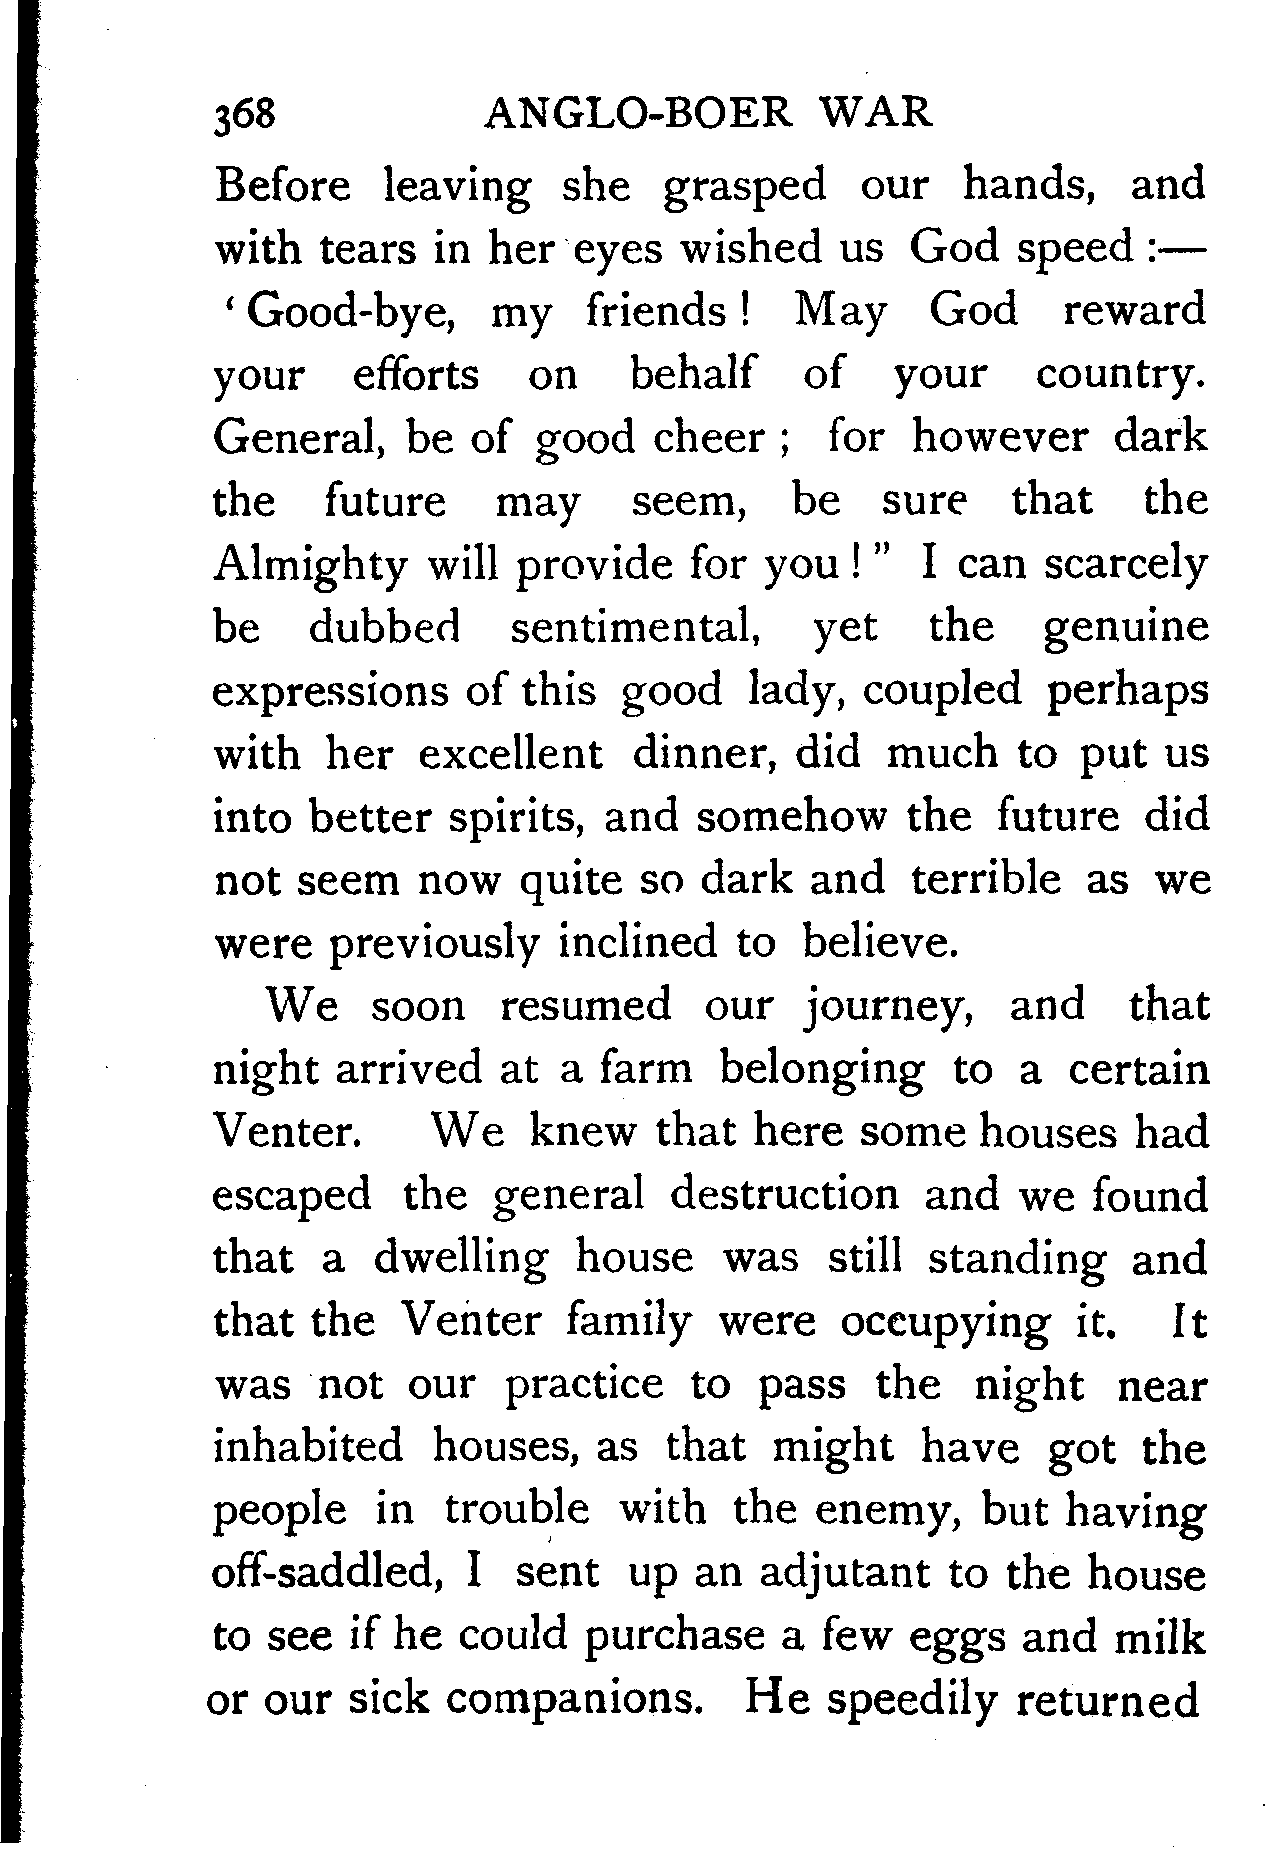 368 ANGLO-BOER WAR
Before leaving she grasped our hands, and
with tears in her eyes wished us God speed :—
‘ Good-bye, my friends ! May God reward
your efforts on behalf of your country.
General, be of good cheer ; for however dark
the future may seem, be sure that the
Almighty will provide for you ! ” I can scarcely
be dubbed sentimental, yet the genuine
expressions of this good lady, coupled perhaps
with her excellent dinner, did much to put us
into better spirits, and somehow the future did
not seem now quite so dark and terrible as we
were previously inclined to believe.
We soon resumed our journey, and that
night arrived at a farm belonging to a certain
Venter. We knew that here some houses had
escaped the general destruction and we found
that a dwelling house was still standing and
that the Venter family were occupying it. It
was not our practice to pass the night near
inhabited houses, as that might have got the
people in trouble with the enemy, but having
off-saddled, I sent up an adjutant to the house
to see if he could purchase a few eggs and milk
or our sick companions. He speedily returned